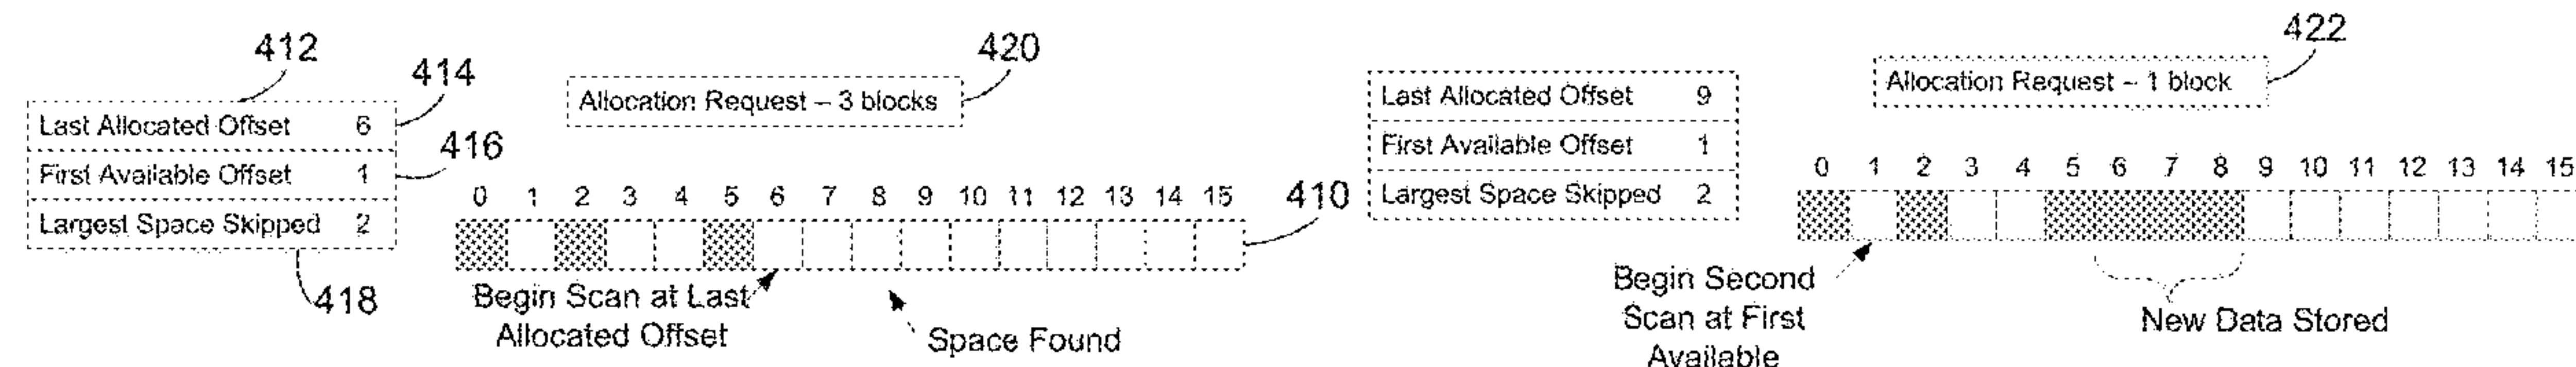 412
414
Last Allocated Offset 6
416
First Available Offset 1
Largest Space Skipped 2
418
420
Allocation Request – 3 blocks
0 1 2 3 4 5 6 7 8 9 10 11 12 13 14 15
410
Begin Scan at Last
Allocated Offset
Space Found
Last Allocated Offset 9
First Available Offset 1
Largest Space Skipped 2
422
Allocation Request – 1 block
0 1 2 3 4 5 6 7 8 9 10 11 12 13 14 15
Begin Second
Scan at First
Available
New Data Stored